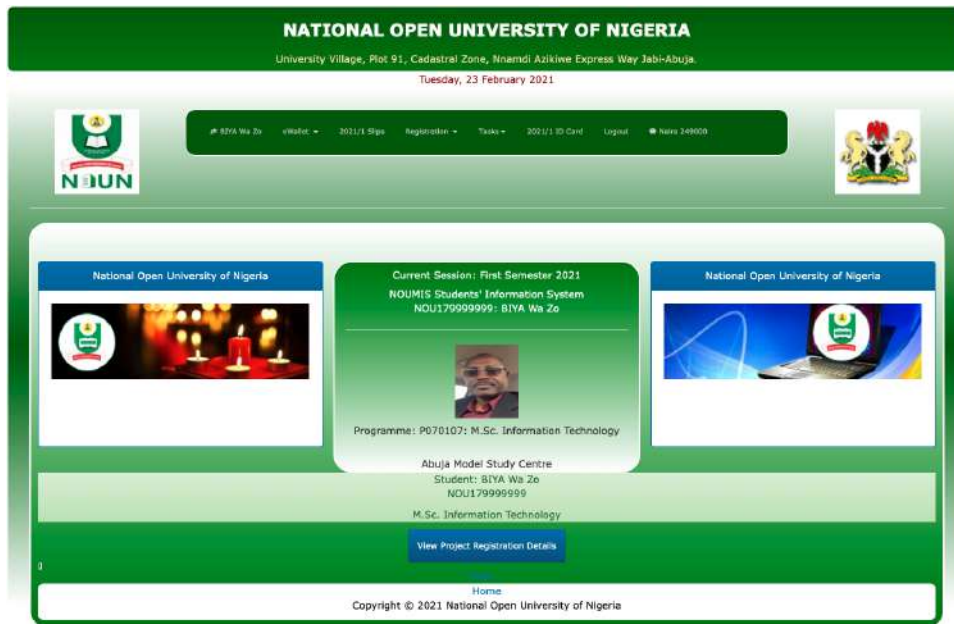 NATIONAL OPEN UNIVERSITY OF NIGERIA
University Village, Plot 91, Cadastral Zone, Nnamdi Azikiwe Express Way Jabi-Abuja.
Tuesday, 23 February 2021
BIYA Wa Zo eWallet 2021/1 Slips Registration Tasks 2021/1 ID Card Logout Naira 249000
NOUN
National Open University of Nigeria
Current Session: First Semester 2021
NOUMIS Students' Information System
NOU179999999: BIYA Wa Zo
Programme: P070107: M.Sc. Information Technology
Abuja Model Study Centre
National Open University of Nigeria
Student: BIYA Wa Zo
NOU179999999
M.Sc. Information Technology
View Project Registration Details
Home
Copyright © 2021 National Open University of Nigeria